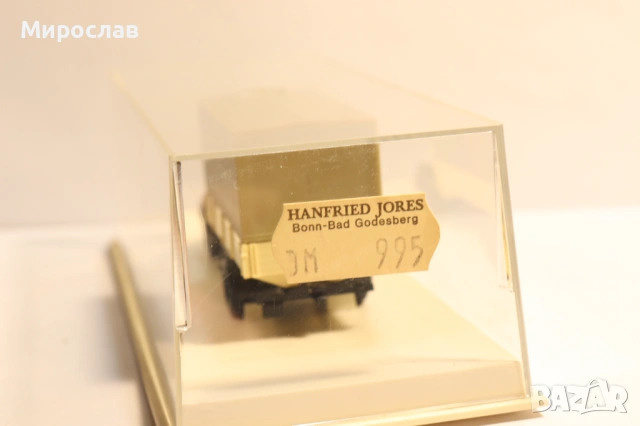 Мирослав
HANFRIED JORES
Bonn-Bad Godesberg
DM 995
BAZAR